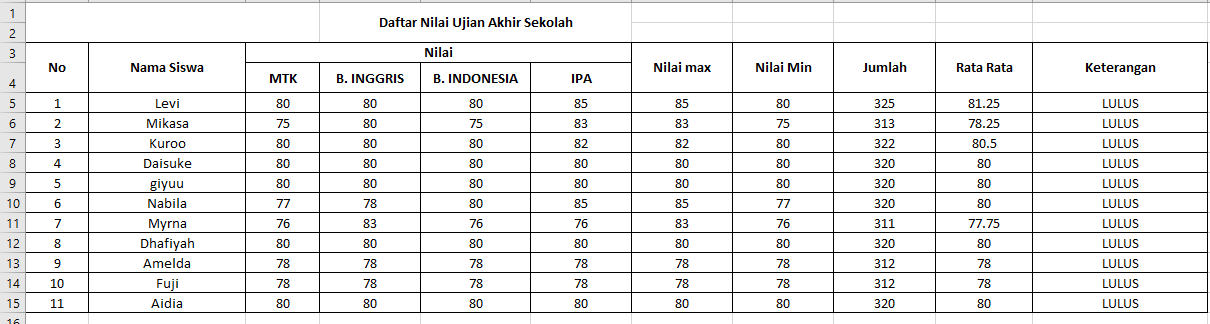 1
2 Daftar Nilai Ujian Akhir Sekolah
3 No Nama Siswa Nilai Nilai max Nilai Min Jumlah Rata Rata Keterangan
4 MTK B. INGGRIS B. INDONESIA IPA
5 1 Levi 80 80 80 85 85 80 325 81.25 LULUS
6 2 Mikasa 75 80 75 83 83 75 313 78.25 LULUS
7 3 Kuroo 80 80 80 82 82 80 322 80.5 LULUS
8 4 Daisuke 80 80 80 80 80 80 320 80 LULUS
9 5 giyuu 80 80 80 80 80 80 320 80 LULUS
10 6 Nabila 77 78 80 85 85 77 320 80 LULUS
11 7 Myrna 76 83 76 76 83 76 311 77.75 LULUS
12 8 Dhafiyah 80 80 80 80 80 80 320 80 LULUS
13 9 Amelda 78 78 78 78 78 78 312 78 LULUS
14 10 Fuji 78 78 78 78 78 78 312 78 LULUS
15 11 Aidia 80 80 80 80 80 80 320 80 LULUS
16